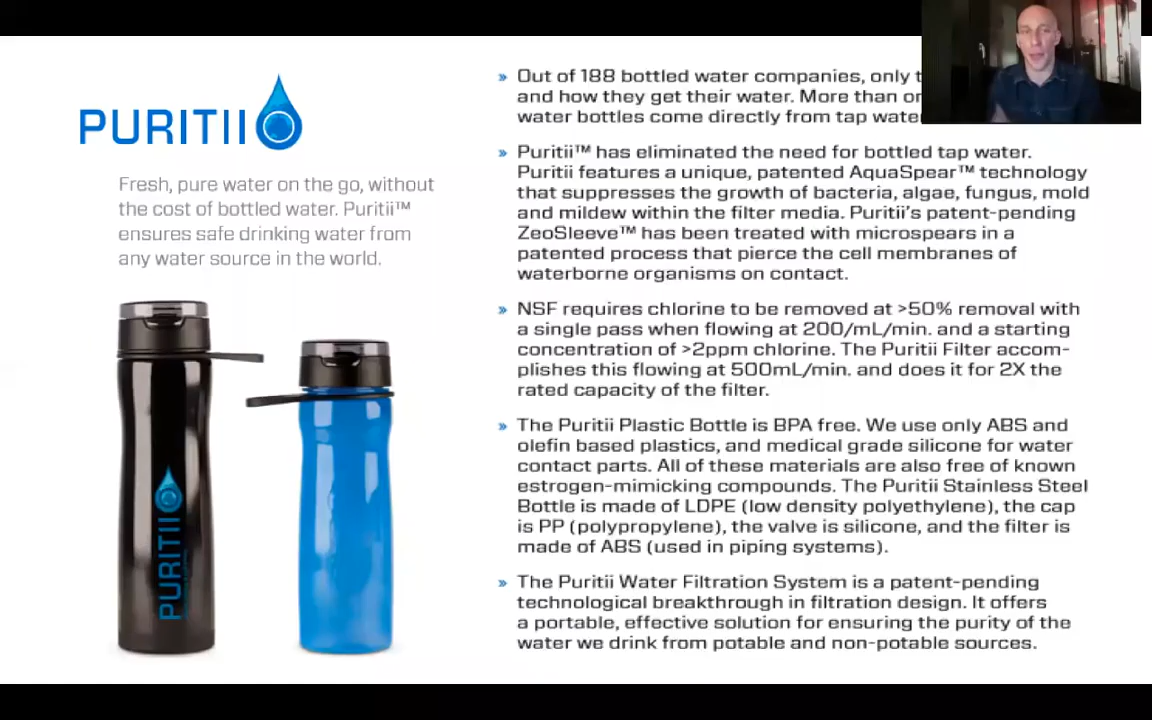 PURITII
Fresh, pure water on the go, without
the cost of bottled water. Puritii™
ensures safe drinking water from
any water source in the world.
PURITII
» Out of 188 bottled water companies, only
and how they get their water. More than
water bottles come directly from tap
» Puritii™ has eliminated the need for bottled tap water.
Puritii features a unique, patented AquaSpear™ technology
that suppresses the growth of bacteria, algae, fungus, mold
and mildew within the filter media. Puritii's patent-pending
ZeoSleeve™ has been treated with microspears in a
patented process that pierce the cell membranes of
waterborne organisms on contact.
» NSF requires chlorine to be removed at >50% removal with
a single pass when flowing at 200/mL/min. and a starting
concentration of >2ppm chlorine. The Puritii Filter accom-
plishes this flowing at 500mL/min. and does it for 2X the
rated capacity of the filter.
» The Puritii Plastic Bottle is BPA free. We use only ABS and
olefin based plastics, and medical grade silicone for water
contact parts. All of these materials are also free of known
estrogen-mimicking compounds. The Puritii Stainless Steel
Bottle is made of LDPE (low density polyethylene), the cap
is PP (polypropylene), the valve is silicone, and the filter is
made of ABS (used in piping systems).
» The Puritii Water Filtration System is a patent-pending
technological breakthrough in filtration design. It offers
a portable, effective solution for ensuring the purity of the
water we drink from potable and non-potable sources.